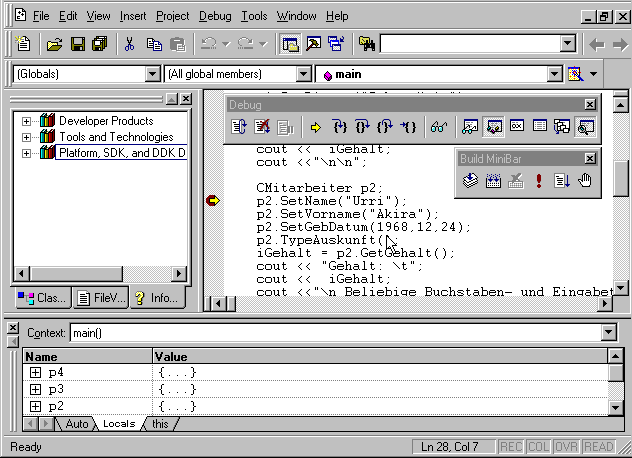 File Edit View Insert Project Debug Tools Window Help
(Globals) (All global members) main
Debug
Build MiniBar
Developer Products
Tools and Technologies
Platform, SDK, and DDK D
Clas... FileV... Info...
cout << iGehalt;
cout <<"\n\n";
CMitarbeiter p2;
p2.SetName("Urri");
p2.SetVorname("Akira");
p2.SetGebDatum(1968,12,24);
p2.TypeAuskunft();
iGehalt = p2.GetGehalt();
cout << "Gehalt: \t";
cout << iGehalt;
cout <<"\n Beliebige Buchstaben- und Eingabet
Context: main()
Name Value
p4 {...}
p3 {...}
p2 {...}
Auto Locals this
Ready Ln 28, Col 7 REC COL OVR READ